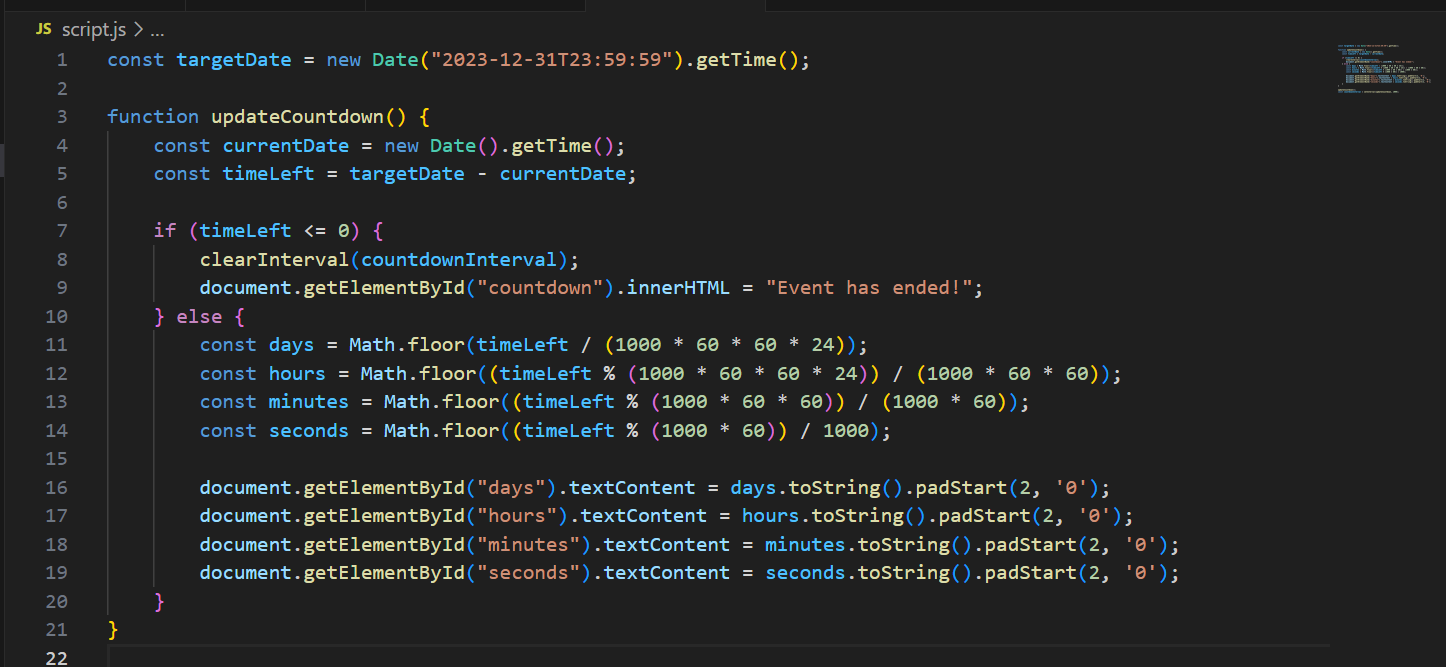 JS script.js > ...
1 const targetDate = new Date("2023-12-31T23:59:59").getTime();
2
3 function updateCountdown() {
4     const currentDate = new Date().getTime();
5     const timeLeft = targetDate - currentDate;
6
7     if (timeLeft <= 0) {
8         clearInterval(countdownInterval);
9         document.getElementById("countdown").innerHTML = "Event has ended!";
10     } else {
11         const days = Math.floor(timeLeft / (1000 * 60 * 60 * 24));
12         const hours = Math.floor((timeLeft % (1000 * 60 * 60 * 24)) / (1000 * 60 * 60));
13         const minutes = Math.floor((timeLeft % (1000 * 60 * 60)) / (1000 * 60));
14         const seconds = Math.floor((timeLeft % (1000 * 60)) / 1000);
15
16         document.getElementById("days").textContent = days.toString().padStart(2, '0');
17         document.getElementById("hours").textContent = hours.toString().padStart(2, '0');
18         document.getElementById("minutes").textContent = minutes.toString().padStart(2, '0');
19         document.getElementById("seconds").textContent = seconds.toString().padStart(2, '0');
20     }
21 }
22